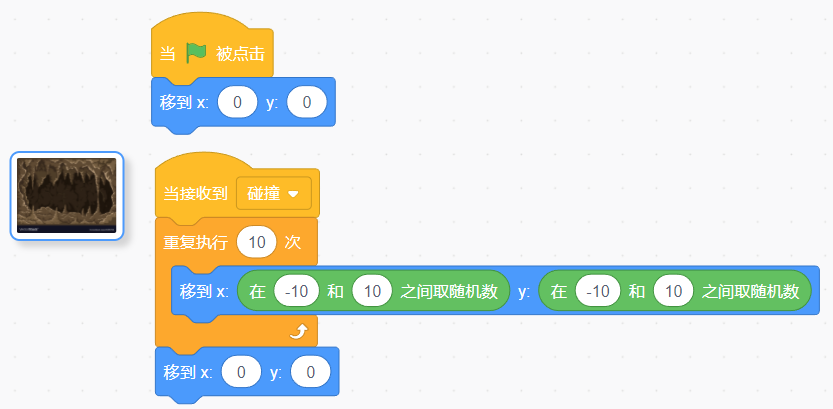 当 被点击
移到 x: 0 y: 0
当接收到 碰撞
重复执行 10 次
移到 x: 在 -10 和 10 之间取随机数 y: 在 -10 和 10 之间取随机数
移到 x: 0 y: 0